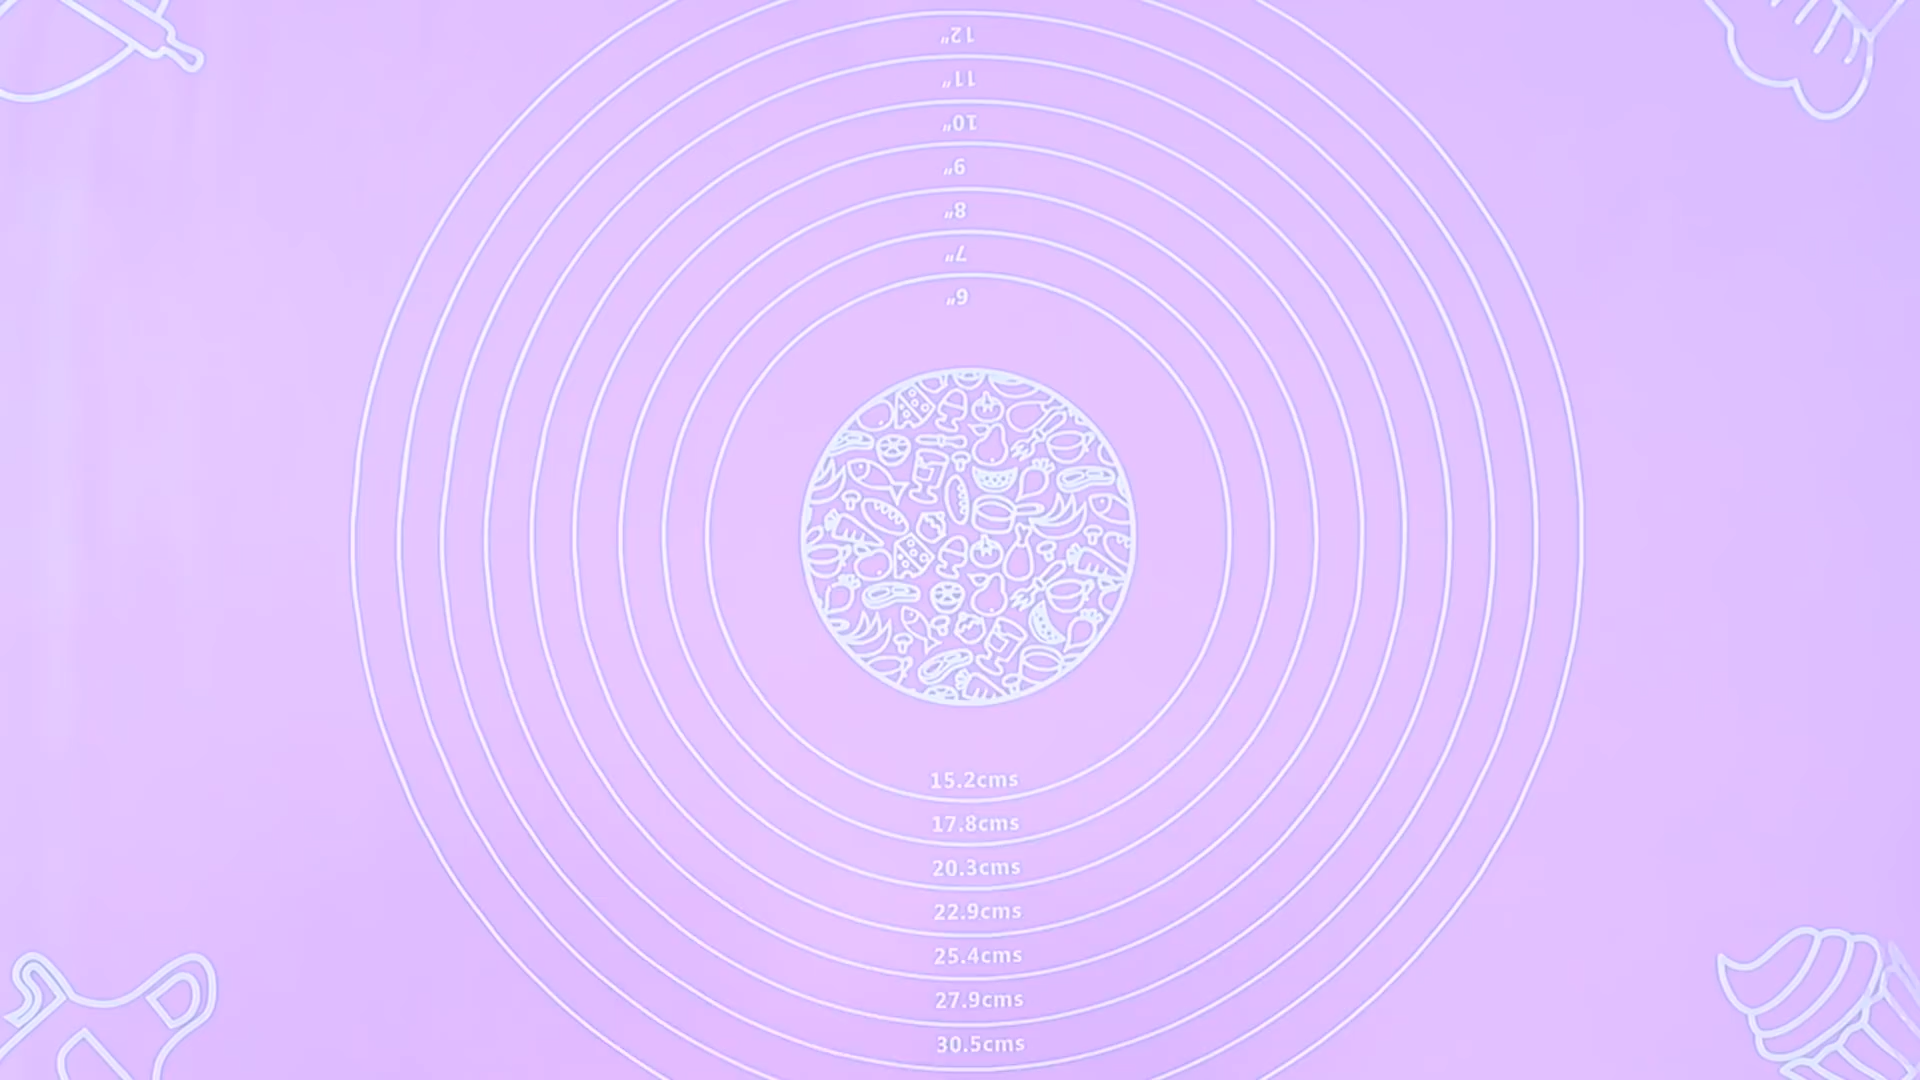 12"
11"
10"
9"
8"
7"
6"
15.2cms
17.8cms
20.3cms
22.9cms
25.4cms
27.9cms
30.5cms